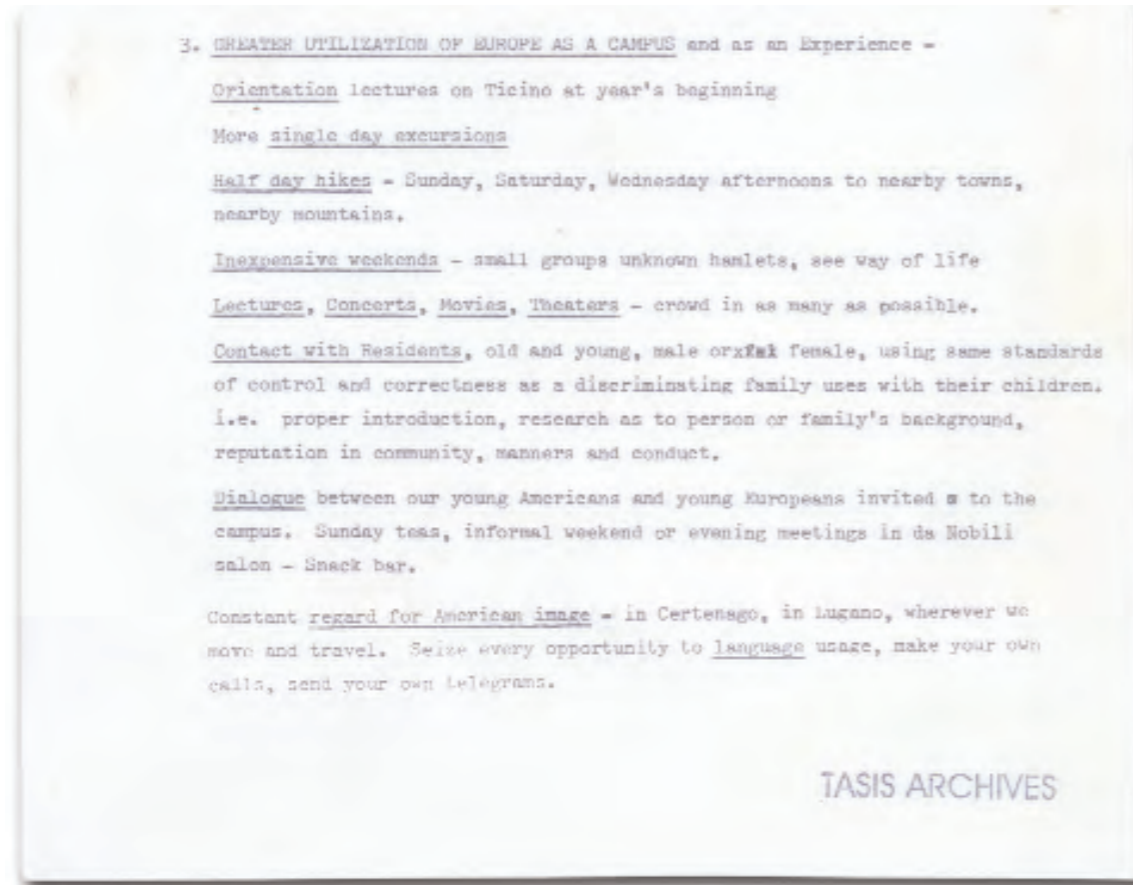 3. GREATER UTILIZATION OF EUROPE AS A CAMPUS and as an Experience -
Orientation lectures on Ticino at year's beginning
More single day excursions
Half day hikes - Sunday, Saturday, Wednesday afternoons to nearby towns,
nearby mountains.
Inexpensive weekends - small groups unknown hamlets, see way of life
Lectures, Concerts, Movies, Theaters - crowd in as many as possible.
Contact with Residents, old and young, male orxfal female, using same standards
of control and correctness as a discriminating family uses with their children.
i.e. proper introduction, research as to person or family's background,
reputation in community, manners and conduct.
Dialogue between our young Americans and young Europeans invited s to the
campus. Sunday teas, informal weekend or evening meetings in de Nobili
salon - Snack bar.
Constant regard for American image - in Certenago, in Lugano, wherever we
move and travel. Seize every opportunity to language usage, make your own
calls, send your own telegrams.
TASIS ARCHIVES